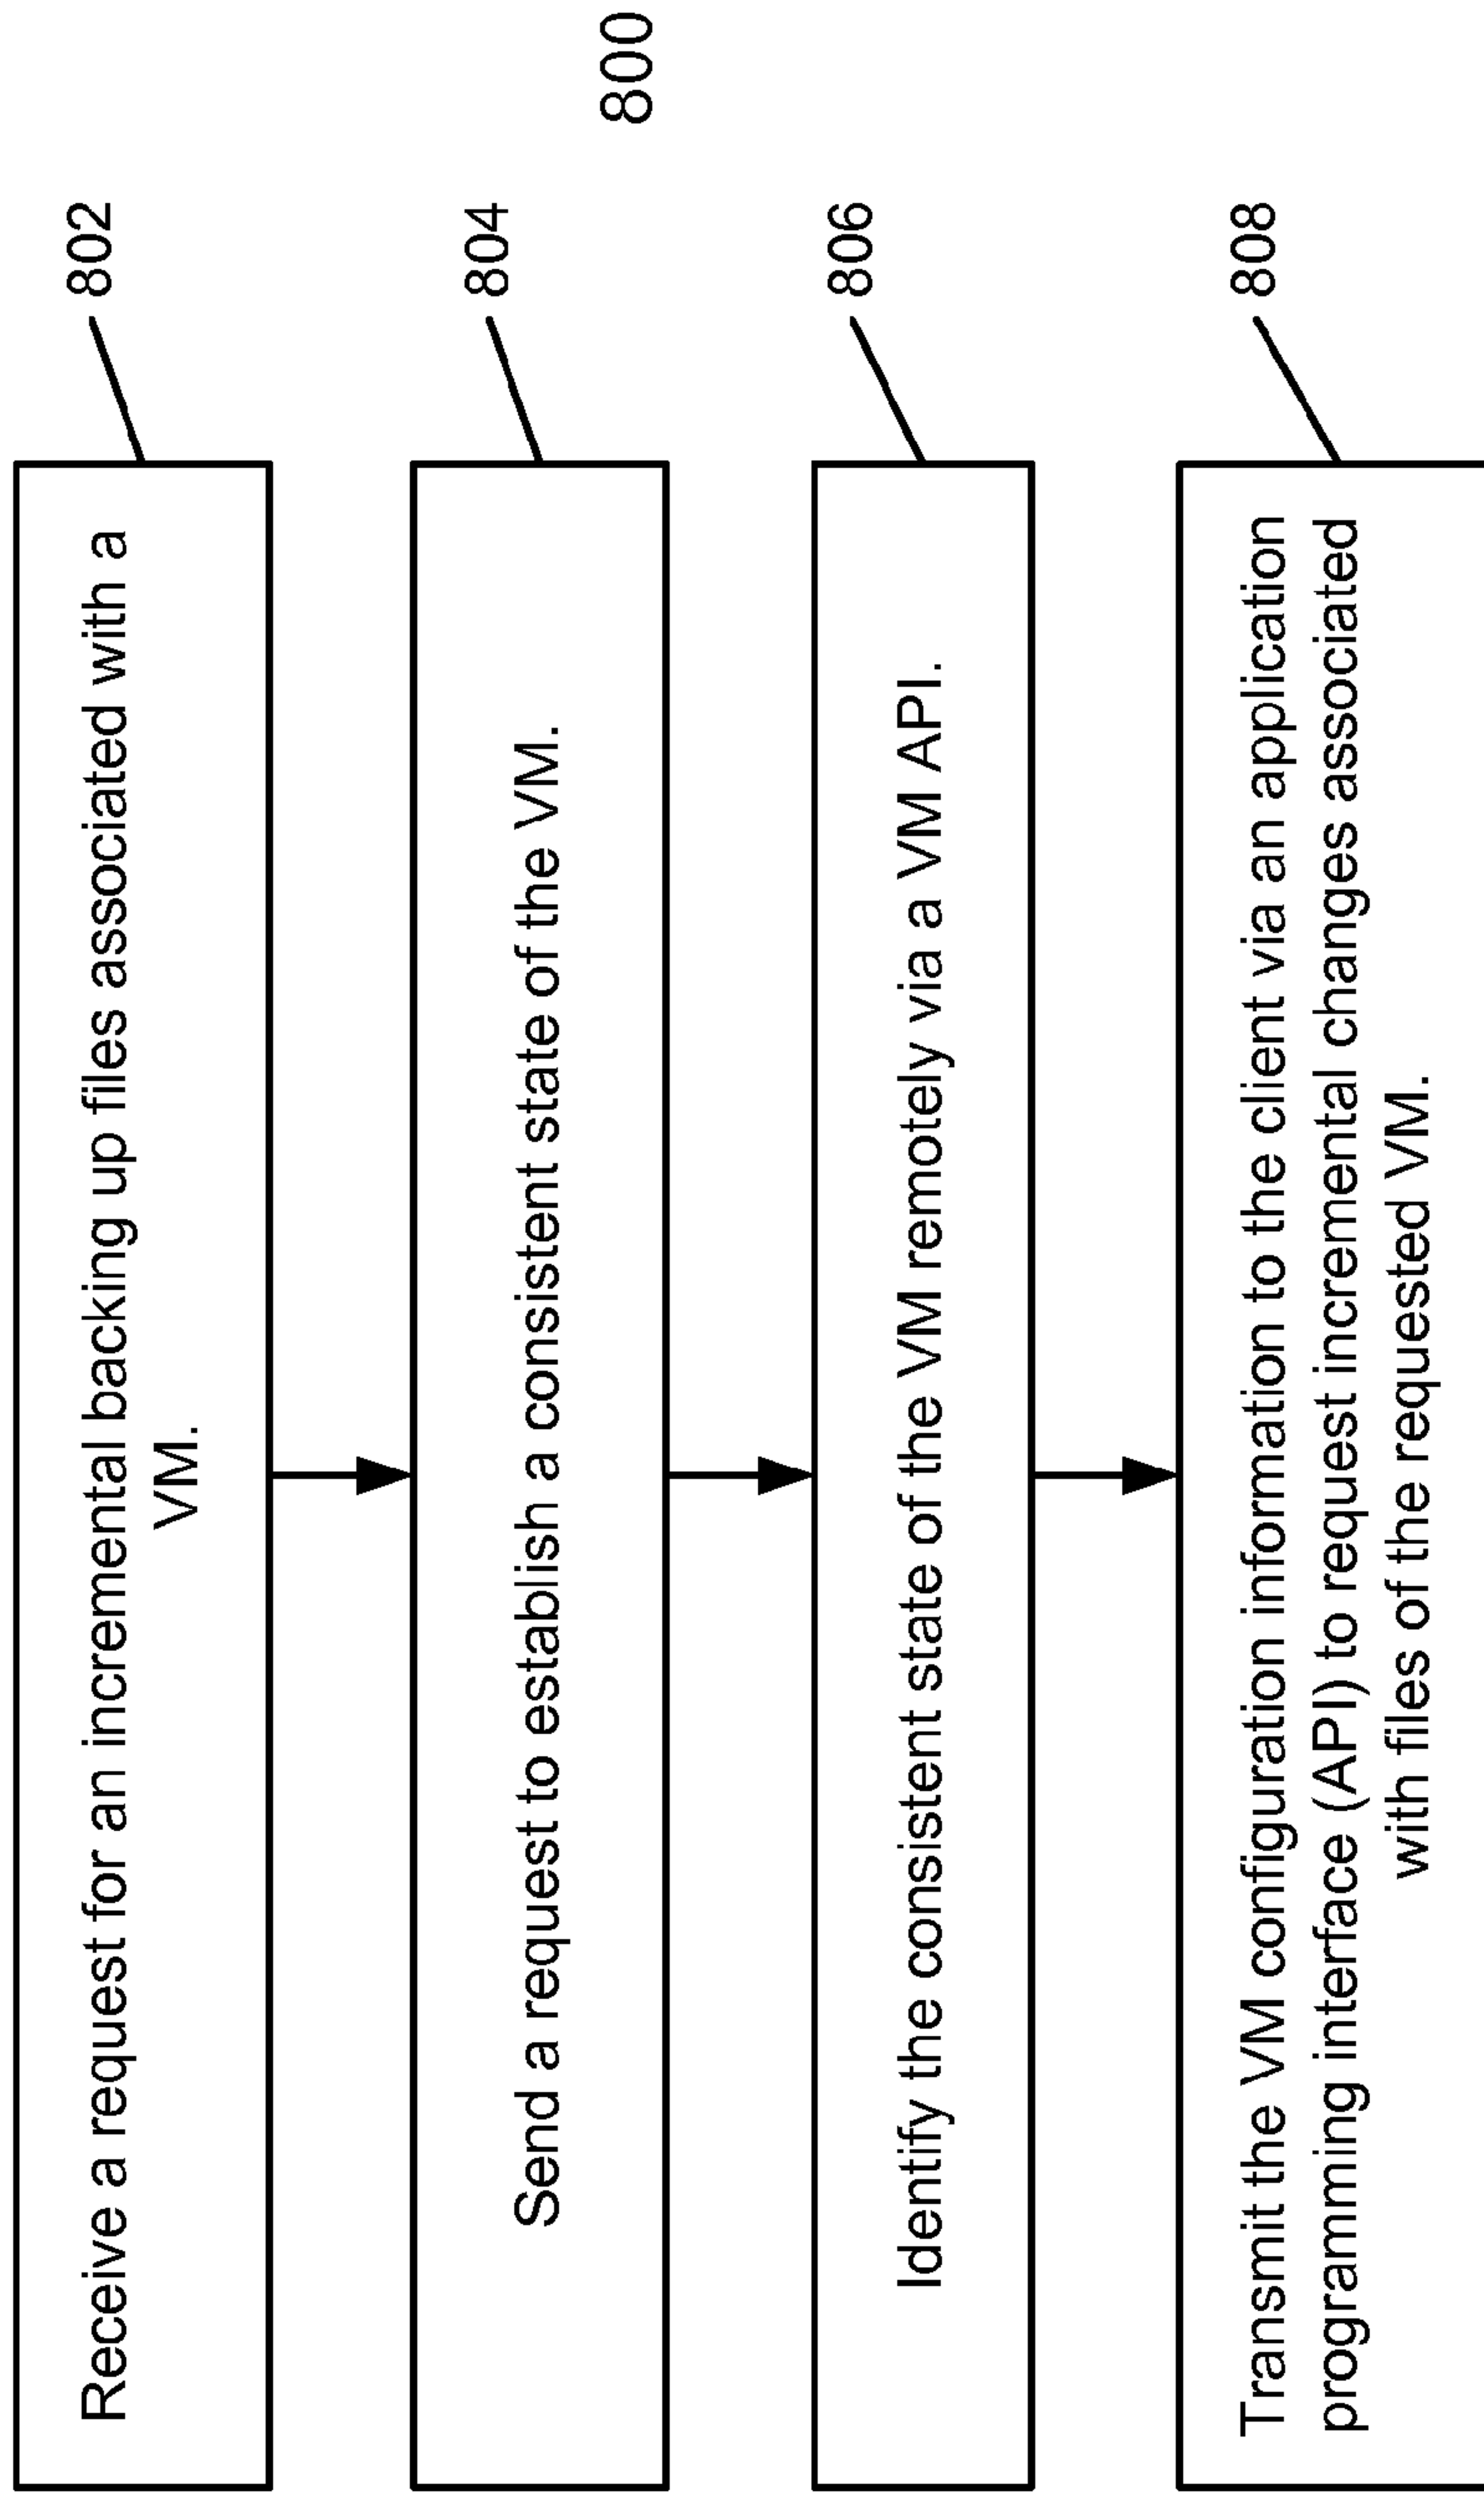 802
Receive a request for an incremental backing up files associated with a
VM.
804
Send a request to establish a consistent state of the VM.
800
806
Identify the consistent state of the VM remotely via a VM API.
808
Transmit the VM configuration information to the client via an application
programming interface (API) to request incremental changes associated
with files of the requested VM.